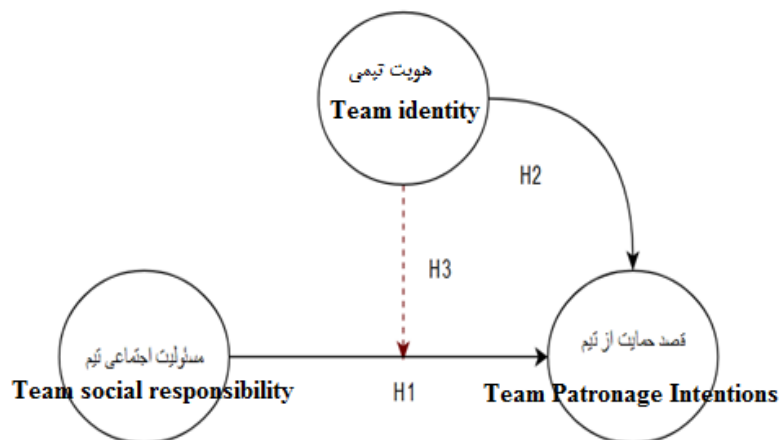 هویت تیمی
Team identity
H2
H3
مسئولیت اجتماعی تیم
Team social responsibility
H1
قصد حمایت از تیم
Team Patronage Intentions